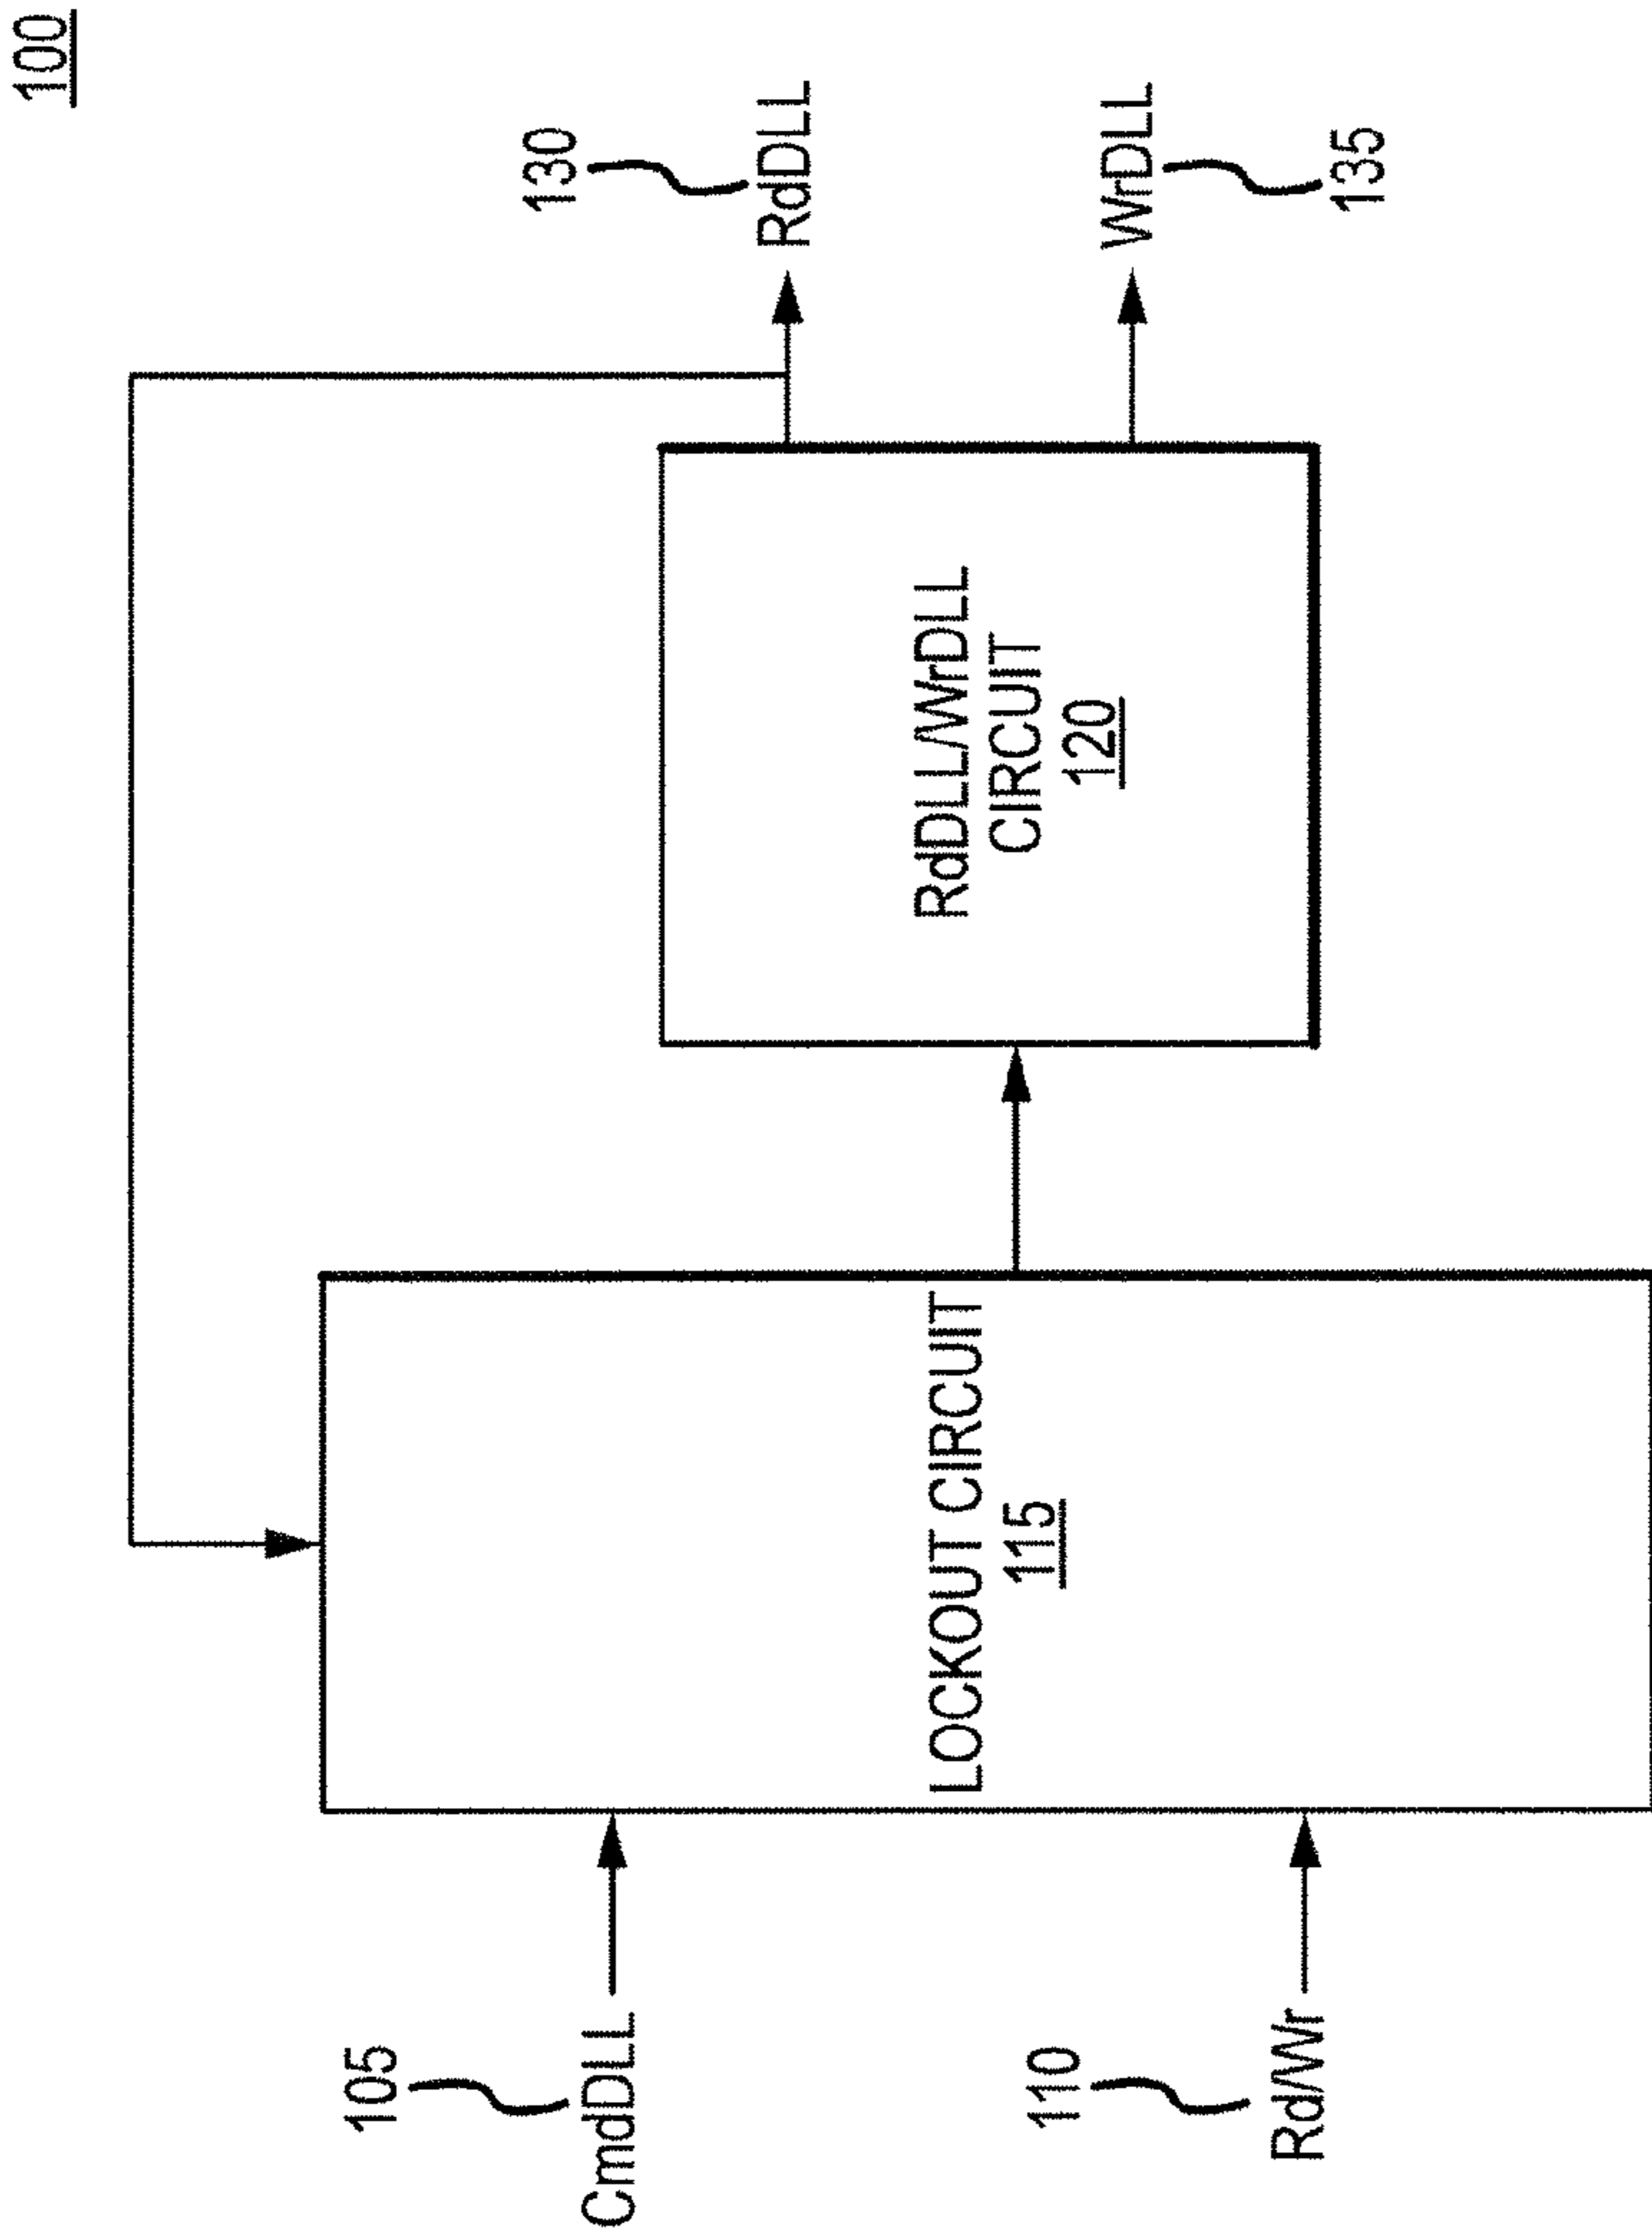 100
105
CmdDLL
110
Rd/Wr
LOCKOUT CIRCUIT
115
RdDLL/WrDLL
CIRCUIT
120
130
RdDLL
WrDLL
135